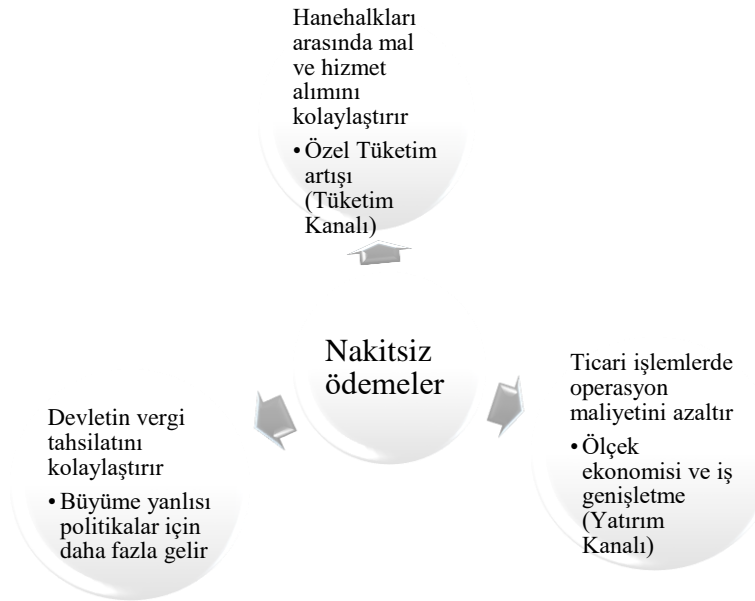 Hanehalkları
arasında mal
ve hizmet
alımını
kolaylaştırır
• Özel Tüketim
artışı
(Tüketim
Kanalı)
Nakitsiz
ödemeler
Ticari işlemlerde
operasyon
maliyetini azaltır
• Ölçek
ekonomisi ve iş
genişletme
(Yatırım
Kanalı)
Devletin vergi
tahsilatını
kolaylaştırır
• Büyüme yanlısı
politikalar için
daha fazla gelir